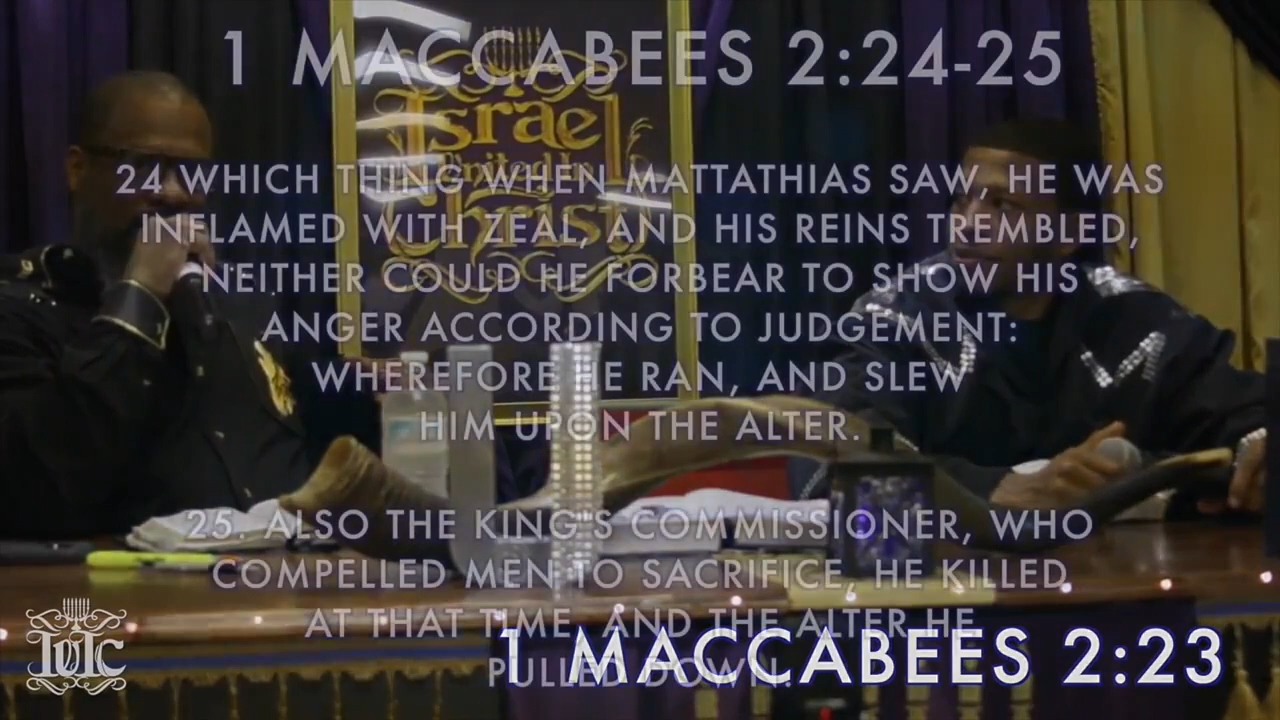 1 MACCABEES 2:24-25
Israel
United In
Christ
24 WHICH THING WHEN MATTATHIAS SAW, HE WAS
INFLAMED WITH ZEAL, AND HIS REINS TREMBLED,
NEITHER COULD HE FORBEAR TO SHOW HIS
ANGER ACCORDING TO JUDGEMENT:
WHEREFORE HE RAN, AND SLEW
HIM UPON THE ALTER.
25. ALSO THE KING'S COMMISSIONER, WHO
COMPELLED MEN TO SACRIFICE, HE KILLED
AT THAT TIME, AND THE ALTER HE
PULLED DOWN.
1 MACCABEES 2:23
IUIC